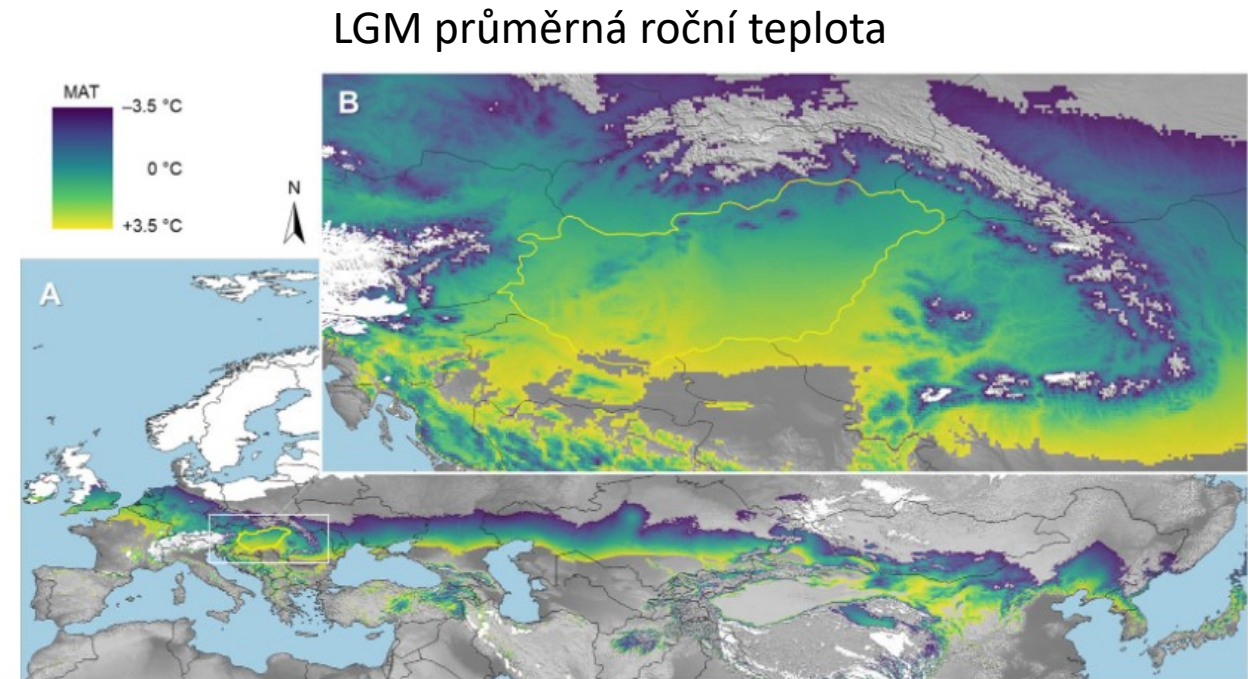 LGM průměrná roční teplota
MAT
–3.5 °C
0 °C
+3.5 °C
N
A
B